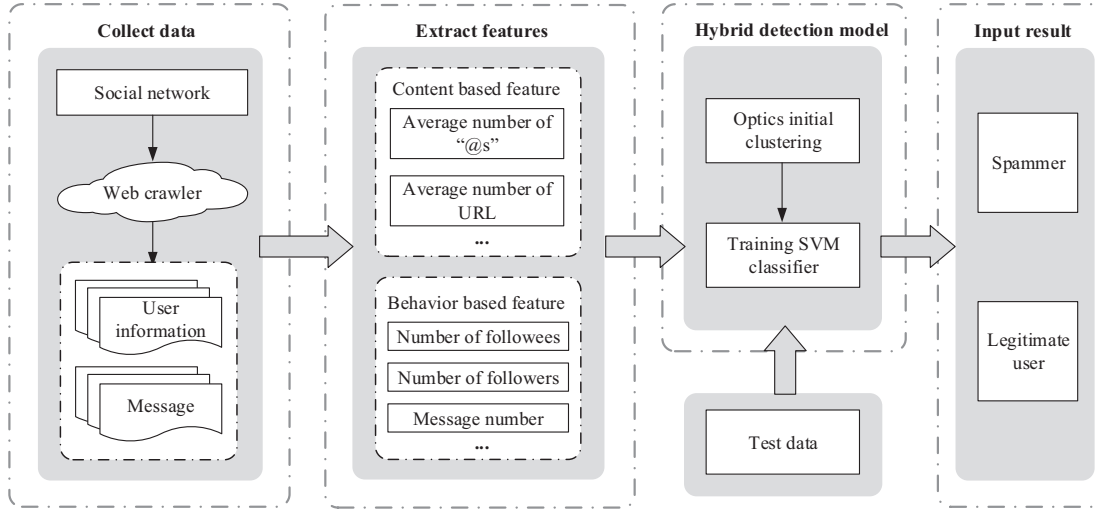 Collect data
Social network
Web crawler
User
information
Message
Extract features
Content based feature
Average number of
“@s”
Average number of
URL
...
Behavior based feature
Number of followees
Number of followers
Message number
...
Hybrid detection model
Optics initial
clustering
Training SVM
classifier
Test data
Input result
Spammer
Legitimate
user